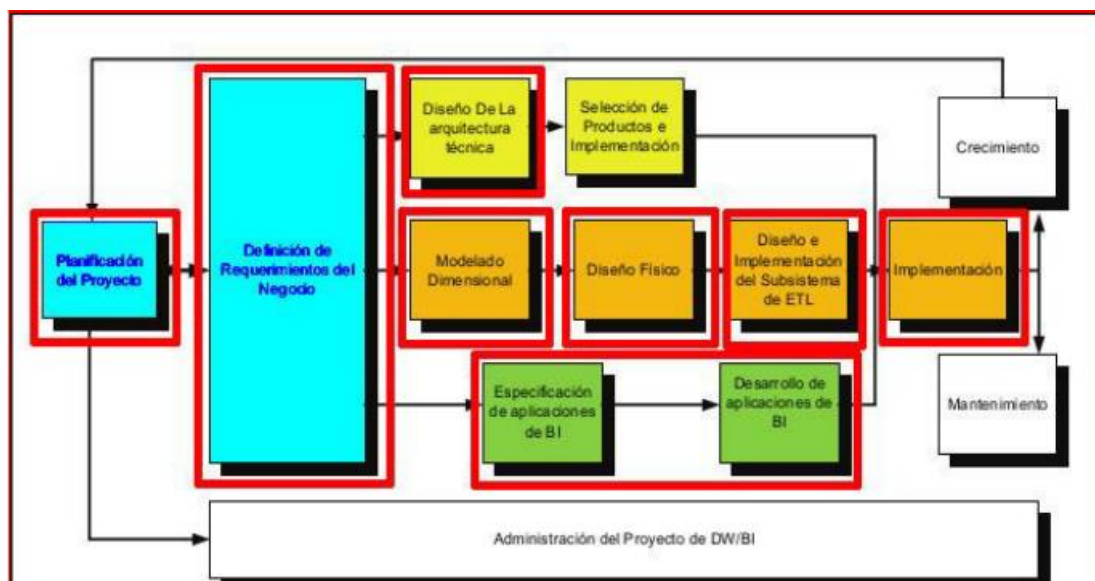 Diseño De La
arquitectura
técnica
Selección de
Productos e
Implementación
Crecimiento
Planificación
del Proyecto
Definición de
Requerimientos del
Negocio
Modelado
Dimensional
Diseño Físico
Diseño e
Implementación
del Subsistema
de ETL
Implementación
Especificación
de aplicaciones
de BI
Desarrollo de
aplicaciones de
BI
Mantenimiento
Administración del Proyecto de DW/BI